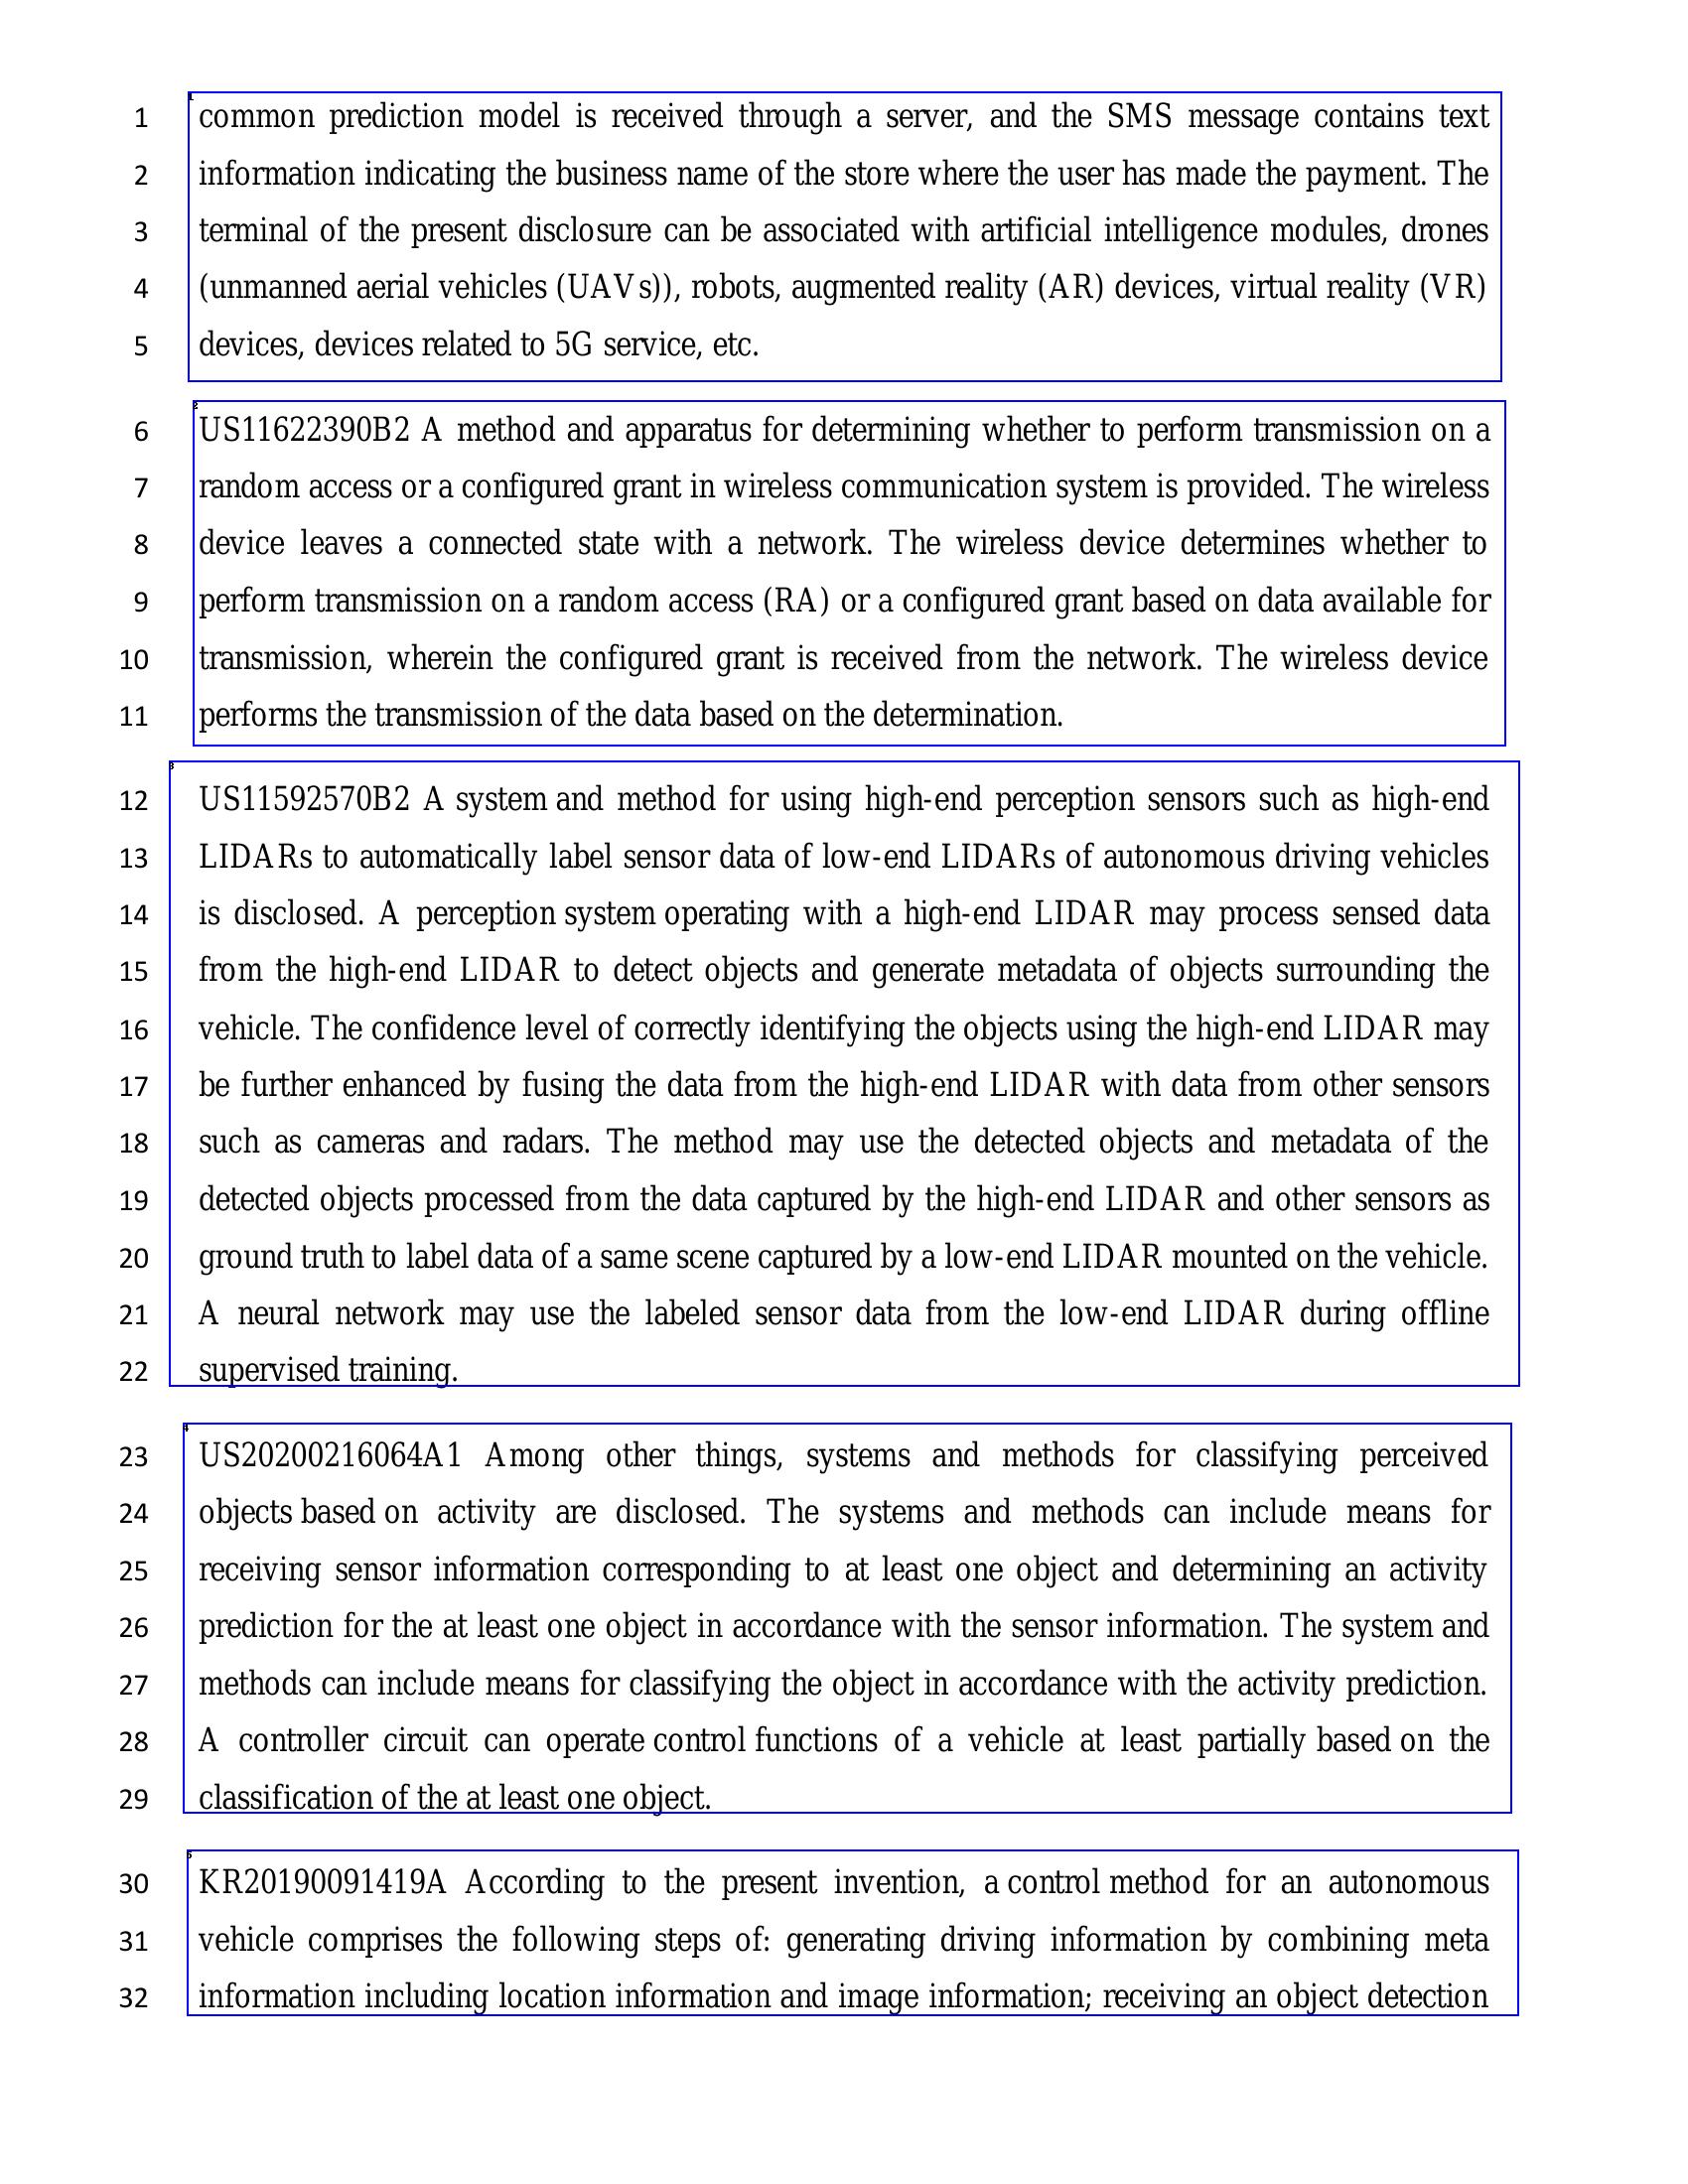 1 common prediction model is received through a server, and the SMS message contains text
2 information indicating the business name of the store where the user has made the payment. The
3 terminal of the present disclosure can be associated with artificial intelligence modules, drones
4 (unmanned aerial vehicles (UAVs)), robots, augmented reality (AR) devices, virtual reality (VR)
5 devices, devices related to 5G service, etc.
6 US11622390B2 A method and apparatus for determining whether to perform transmission on a
7 random access or a configured grant in wireless communication system is provided. The wireless
8 device leaves a connected state with a network. The wireless device determines whether to
9 perform transmission on a random access (RA) or a configured grant based on data available for
10 transmission, wherein the configured grant is received from the network. The wireless device
11 performs the transmission of the data based on the determination.
12 US11592570B2 A system and method for using high-end perception sensors such as high-end
13 LIDARs to automatically label sensor data of low-end LIDARs of autonomous driving vehicles
14 is disclosed. A perception system operating with a high-end LIDAR may process sensed data
15 from the high-end LIDAR to detect objects and generate metadata of objects surrounding the
16 vehicle. The confidence level of correctly identifying the objects using the high-end LIDAR may
17 be further enhanced by fusing the data from the high-end LIDAR with data from other sensors
18 such as cameras and radars. The method may use the detected objects and metadata of the
19 detected objects processed from the data captured by the high-end LIDAR and other sensors as
20 ground truth to label data of a same scene captured by a low-end LIDAR mounted on the vehicle.
21 A neural network may use the labeled sensor data from the low-end LIDAR during offline
22 supervised training.
23 US20200216064A1 Among other things, systems and methods for classifying perceived
24 objects based on activity are disclosed. The systems and methods can include means for
25 receiving sensor information corresponding to at least one object and determining an activity
26 prediction for the at least one object in accordance with the sensor information. The system and
27 methods can include means for classifying the object in accordance with the activity prediction.
28 A controller circuit can operate control functions of a vehicle at least partially based on the
29 classification of the at least one object.
30 KR20190091419A According to the present invention, a control method for an autonomous
31 vehicle comprises the following steps of: generating driving information by combining meta
32 information including location information and image information; receiving an object detection